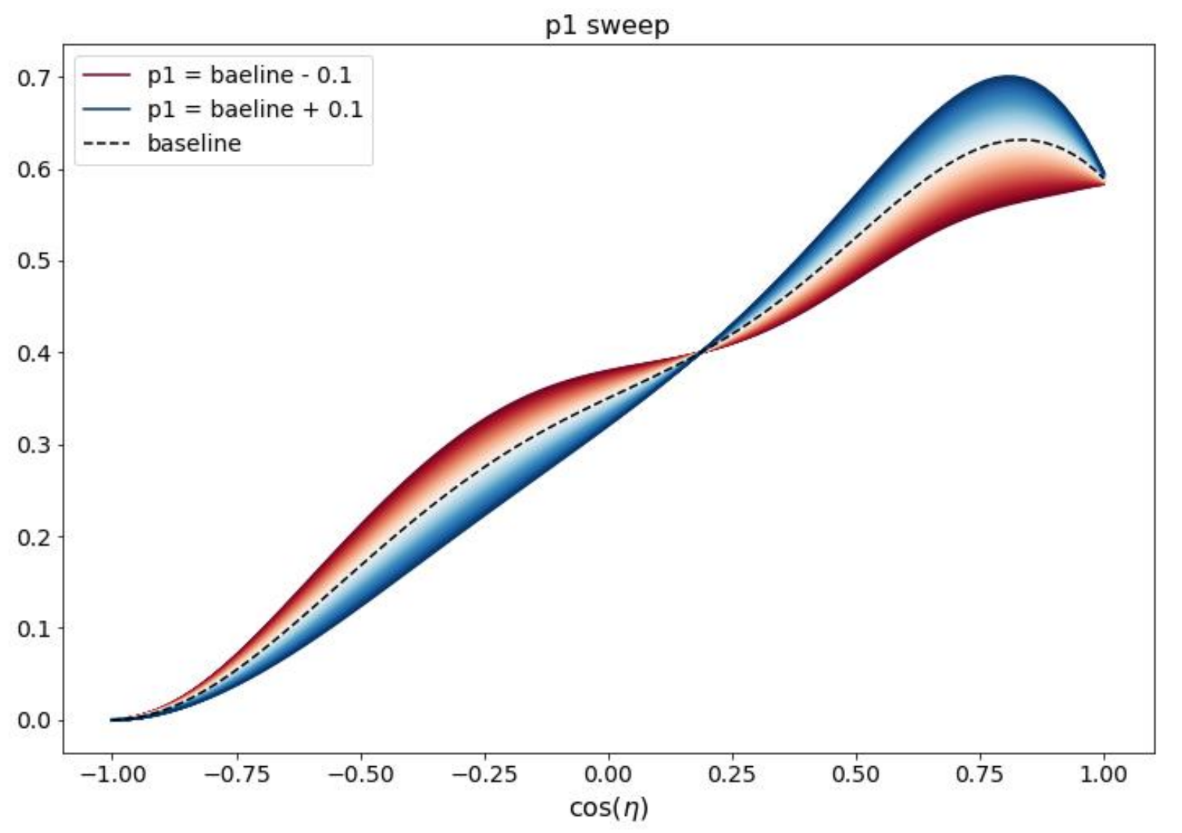 p1 sweep
p1 = baeline - 0.1
p1 = baeline + 0.1
baseline
0.7
0.6
0.5
0.4
0.3
0.2
0.1
0.0
−1.00 −0.75 −0.50 −0.25 0.00 0.25 0.50 0.75 1.00
cos(η)